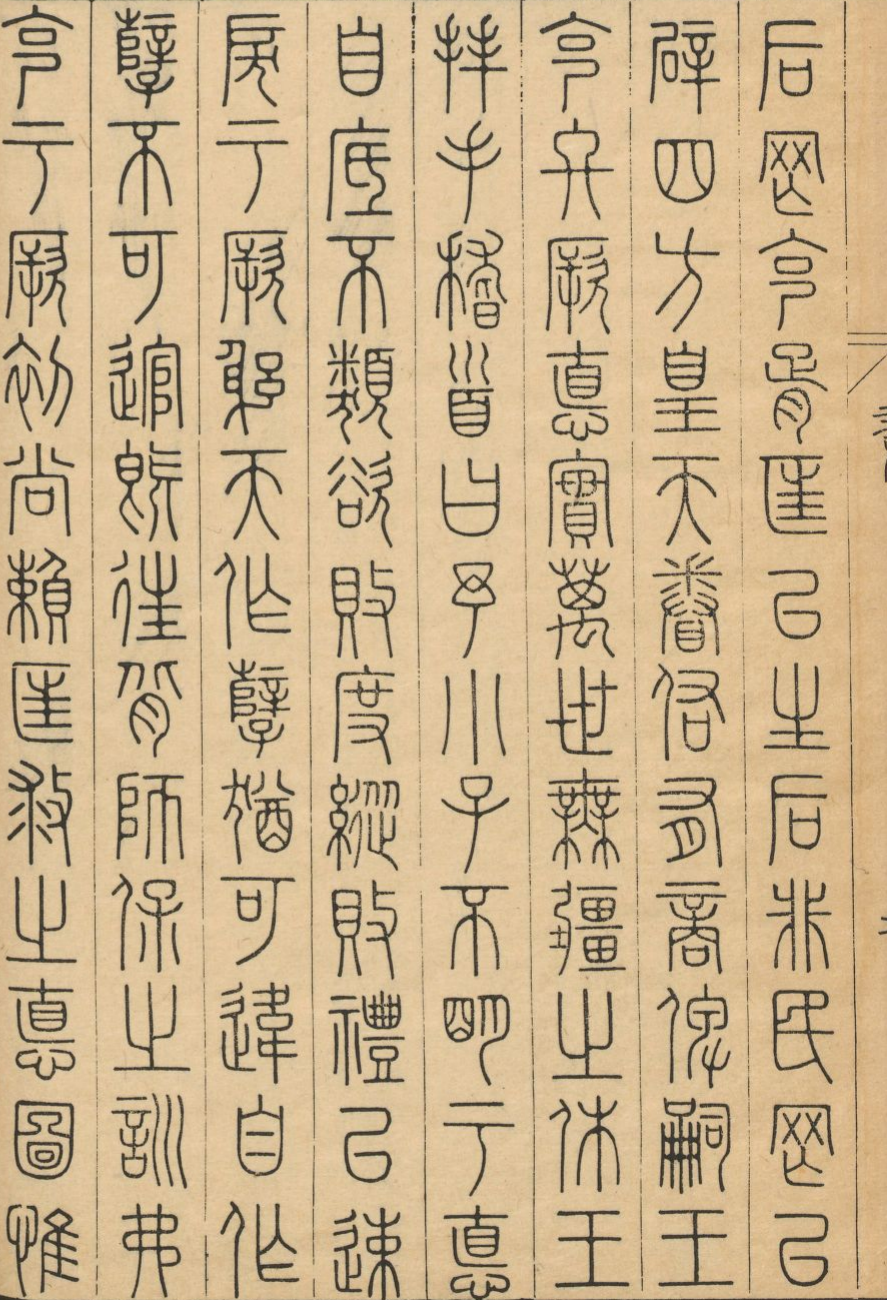 后罔克胥匡以生后非民罔以
辟四方皇天眷佑有商俾嗣王
克終厥德實萬世無疆之休王
拜手稽首曰予小子不明于德
自底不類欲敗度縱敗禮以速
戾于厥躬天作孽猶可違自作
孽不可逭既往背師保之訓弗
克于厥初尚賴匡救之德圖惟